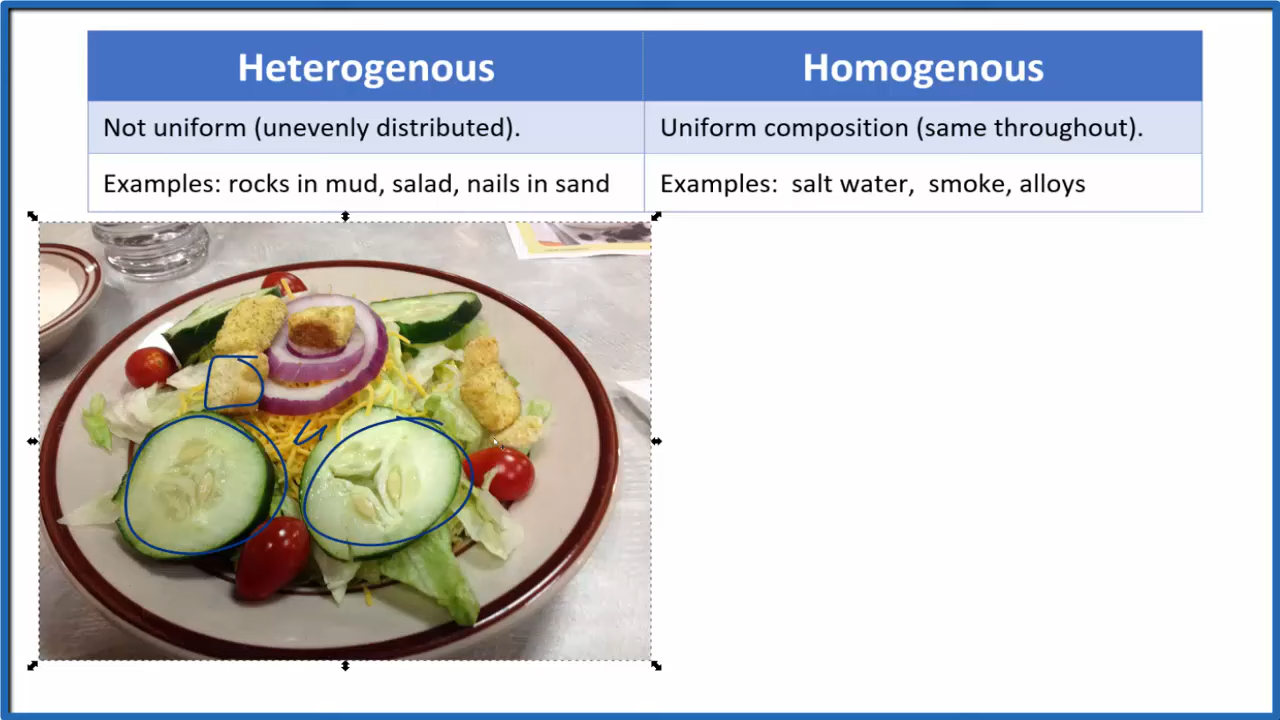 Heterogenous
Homogenous
Not uniform (unevenly distributed).
Uniform composition (same throughout).
Examples: rocks in mud, salad, nails in sand
Examples:  salt water,  smoke, alloys